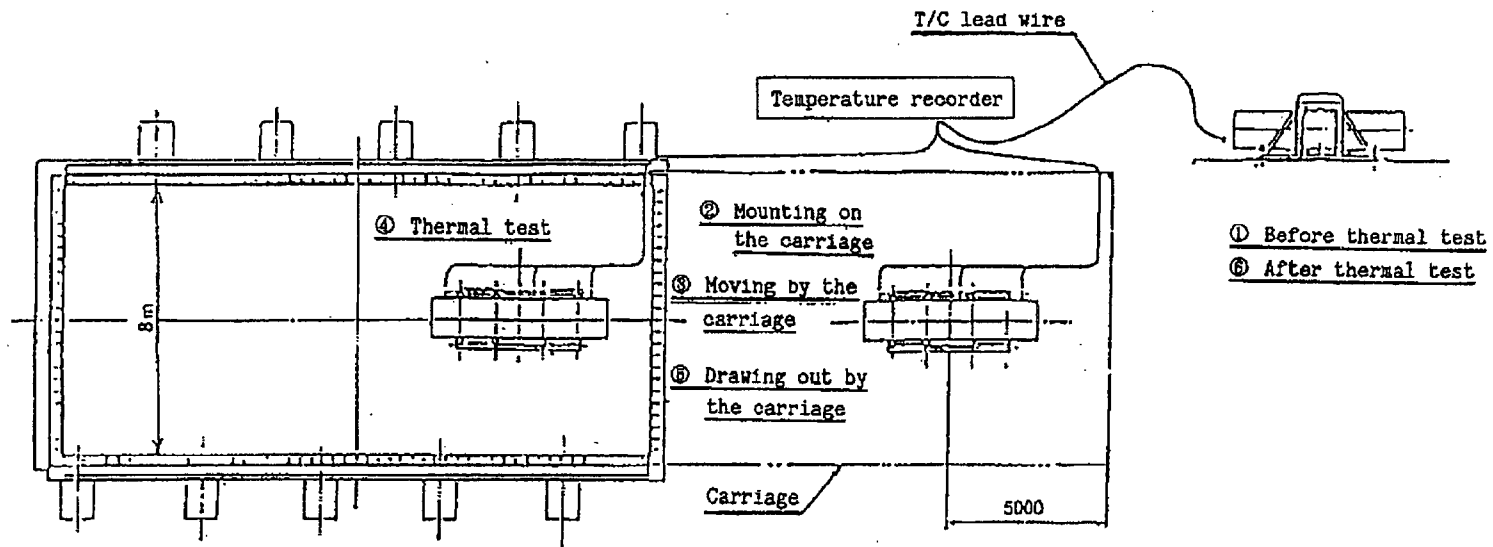 T/C lead wire
Temperature recorder
④ Thermal test
② Mounting on
the carriage
① Before thermal test
⑥ After thermal test
③ Moving by the
carriage
8m
⑤ Drawing out by
the carriage
Carriage
5000